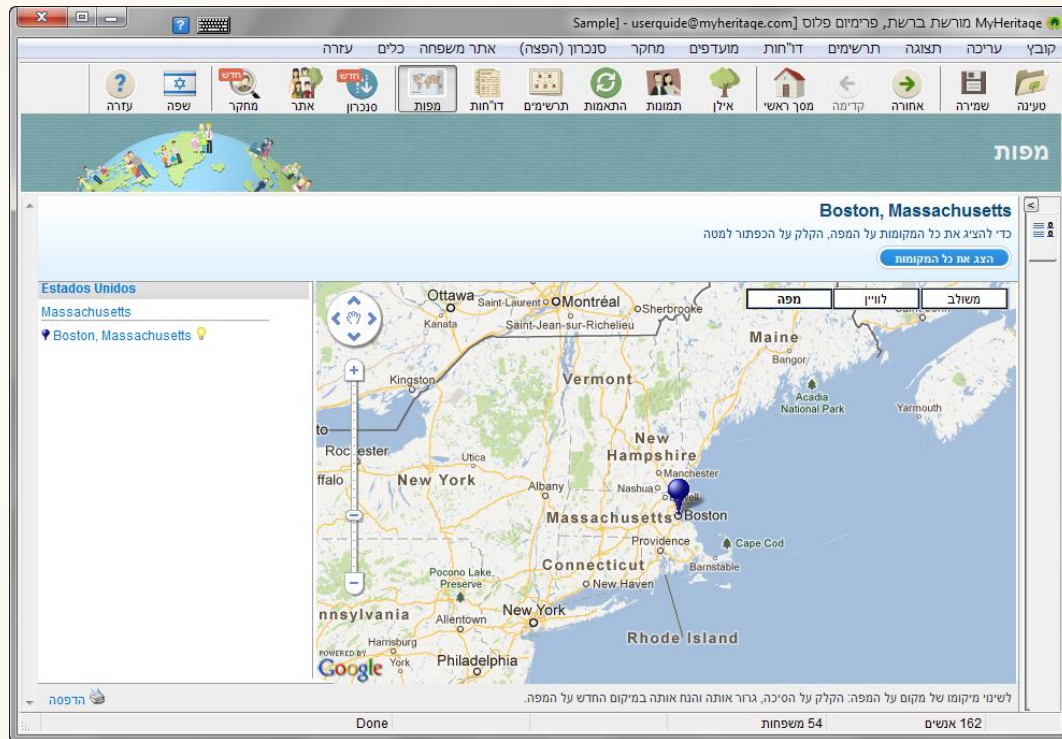 MyHeritage מורשת ברשת, פרימיום פלוס [Sample] - userguide@myheritage.com
קובץ עריכה תצוגה תרשימים דו"חות מועדפים מחקר סנכרון (הפצה) אתר משפחה כלים עזרה
חדש חדש
טעינה שמירה אחורה קדימה מסך ראשי אילן תמונות התאמות תרשימים דו"חות מפות סנכרון אתר מחקר שפה עזרה
מפות
Boston, Massachusetts
כדי להציג את כל המקומות על המפה, הקלק על הכפתור למטה
הצג את כל המקומות
Estados Unidos
Massachusetts
Boston, Massachusetts
משולב לוויין מפה
Ottawa
Saint-Laurent
Montréal
Sherbrooke
Kanata
Saint-Jean-sur-Richelieu
Maine
Bangor
Kingston
Vermont
Acadia
National Park
Yarmouth
to
Rochester
New
Hampshire
Utica
ffalo
New York
Manchester
Albany
Nashua
Massachusetts
Boston
Providence
Cape Cod
Connecticut
Barnstable
Pocono Lake
Preserve
New Haven
nnsylvania
Allentown
New York
Rhode Island
Harrisburg
POWERED BY
Google
York
Philadelphia
לשינוי מיקומו של מקום על המפה: הקלק על הסיכה, גרור אותה והנח אותה במיקום החדש על המפה.
הדפסה
162 אנשים 54 משפחות Done